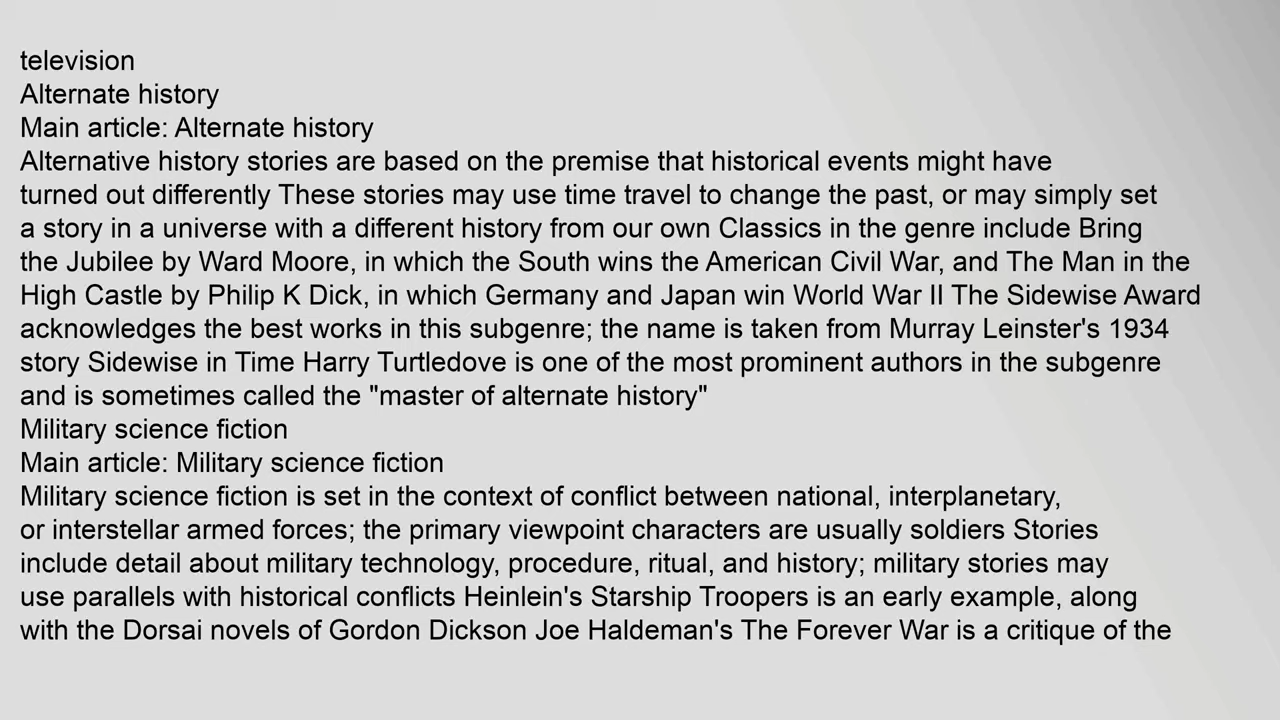 television
Alternate history
Main article: Alternate history
Alternative history stories are based on the premise that historical events might have
turned out differently These stories may use time travel to change the past, or may simply set
a story in a universe with a different history from our own Classics in the genre include Bring
the Jubilee by Ward Moore, in which the South wins the American Civil War, and The Man in the
High Castle by Philip K Dick, in which Germany and Japan win World War II The Sidewise Award
acknowledges the best works in this subgenre; the name is taken from Murray Leinster's 1934
story Sidewise in Time Harry Turtledove is one of the most prominent authors in the subgenre
and is sometimes called the "master of alternate history"
Military science fiction
Main article: Military science fiction
Military science fiction is set in the context of conflict between national, interplanetary,
or interstellar armed forces; the primary viewpoint characters are usually soldiers Stories
include detail about military technology, procedure, ritual, and history; military stories may
use parallels with historical conflicts Heinlein's Starship Troopers is an early example, along
with the Dorsai novels of Gordon Dickson Joe Haldeman's The Forever War is a critique of the